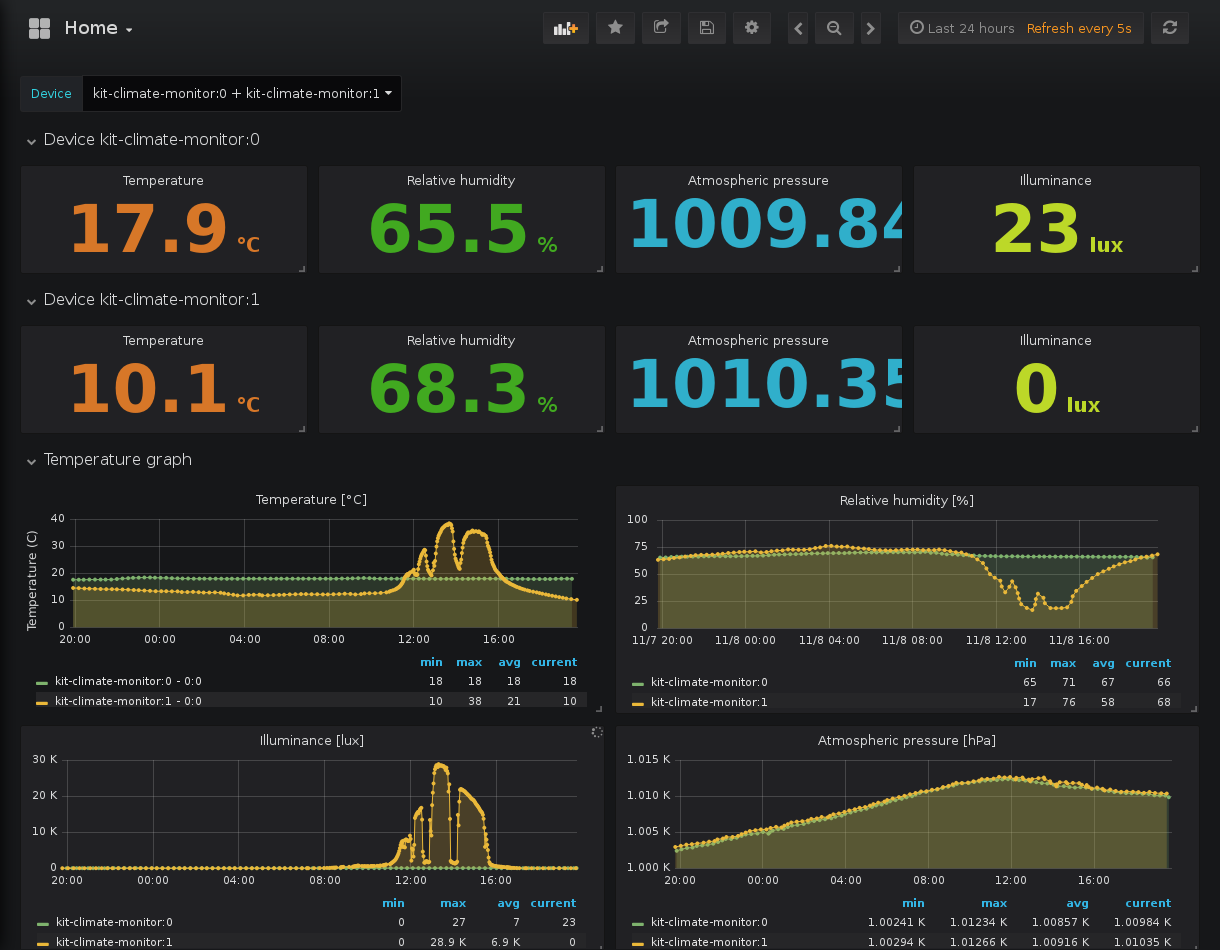 Home
Last 24 hours Refresh every 5s
Device kit-climate-monitor:0 + kit-climate-monitor:1
Device kit-climate-monitor:0
Temperature Relative humidity Atmospheric pressure Illuminance
17.9 °C 65.5 % 1009.84 23 lux
Device kit-climate-monitor:1
Temperature Relative humidity Atmospheric pressure Illuminance
10.1 °C 68.3 % 1010.35 0 lux
Temperature graph
Temperature [°C]
Temperature (C)
40
30
20
10
0
20:00 00:00 04:00 08:00 12:00 16:00
min max avg current
kit-climate-monitor:0 - 0:0 18 18 18 18
kit-climate-monitor:1 - 0:0 10 38 21 10
Relative humidity [%]
100
75
50
25
0
11/7 20:00 11/8 00:00 11/8 04:00 11/8 08:00 11/8 12:00 11/8 16:00
min max avg current
kit-climate-monitor:0 65 71 67 66
kit-climate-monitor:1 17 76 58 68
Illuminance [lux]
30 K
20 K
10 K
0
20:00 00:00 04:00 08:00 12:00 16:00
min max avg current
kit-climate-monitor:0 0 27 7 23
kit-climate-monitor:1 0 28.9 K 6.9 K 0
Atmospheric pressure [hPa]
1.015 K
1.010 K
1.005 K
1.000 K
20:00 00:00 04:00 08:00 12:00 16:00
min max avg current
kit-climate-monitor:0 1.00241 K 1.01234 K 1.00857 K 1.00984 K
kit-climate-monitor:1 1.00294 K 1.01266 K 1.00916 K 1.01035 K